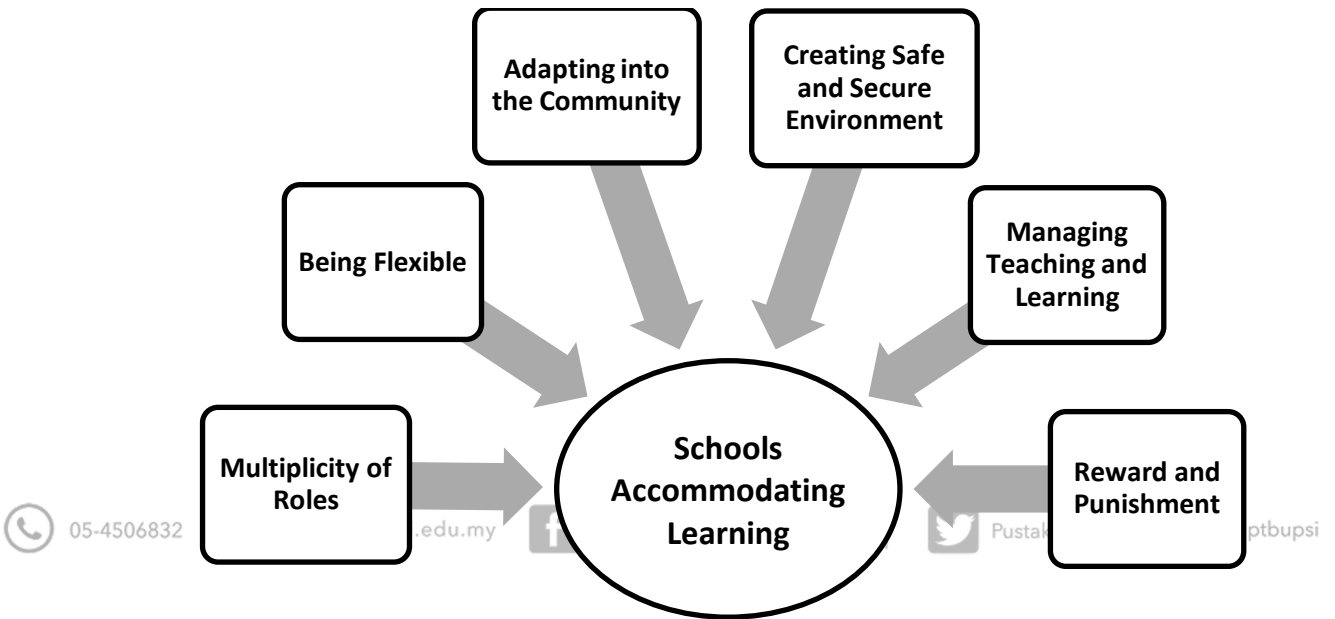 Adapting into
the Community
Creating Safe
and Secure
Environment
Being Flexible
Managing
Teaching and
Learning
Multiplicity of
Roles
Schools
Accommodating
Learning
Reward and
Punishment
05-4506832
.edu.my
f
Pustak
ptbupsi